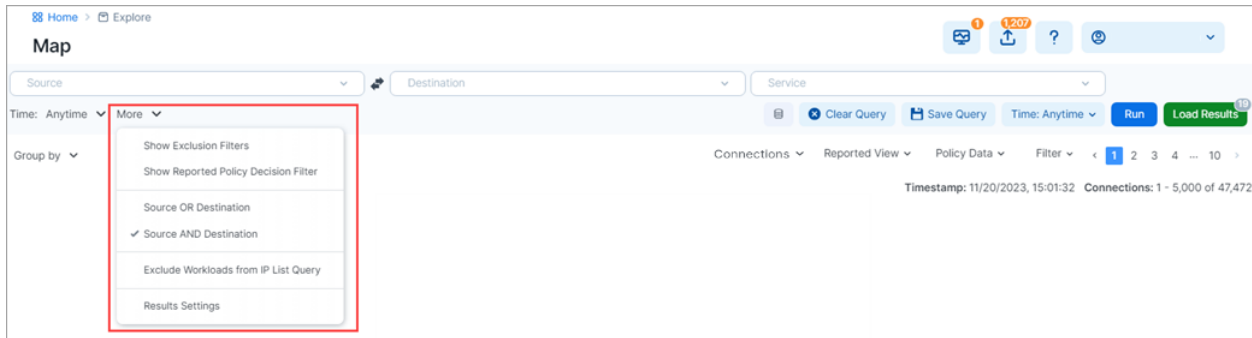 Home > Explore
Map
1
1,207
?
Source
Destination
Service
Time: Anytime
More
Clear Query
Save Query
Time: Anytime
Run
Load Results
19
Show Exclusion Filters
Show Reported Policy Decision Filter
Source OR Destination
✓ Source AND Destination
Exclude Workloads from IP List Query
Results Settings
Group by
Connections
Reported View
Policy Data
Filter
< 1 2 3 4 ... 10 >
Timestamp: 11/20/2023, 15:01:32 Connections: 1 - 5,000 of 47,472